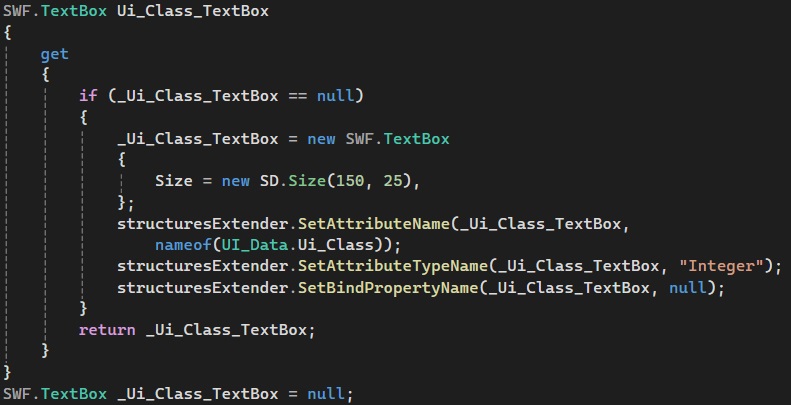 SWF.TextBox Ui_Class_TextBox
{
    get
    {
        if (_Ui_Class_TextBox == null)
        {
            _Ui_Class_TextBox = new SWF.TextBox
            {
                Size = new SD.Size(150, 25),
            };
            structuresExtender.SetAttributeName(_Ui_Class_TextBox,
                nameof(UI_Data.Ui_Class));
            structuresExtender.SetAttributeTypeName(_Ui_Class_TextBox, "Integer");
            structuresExtender.SetBindPropertyName(_Ui_Class_TextBox, null);
        }
        return _Ui_Class_TextBox;
    }
}
SWF.TextBox _Ui_Class_TextBox = null;